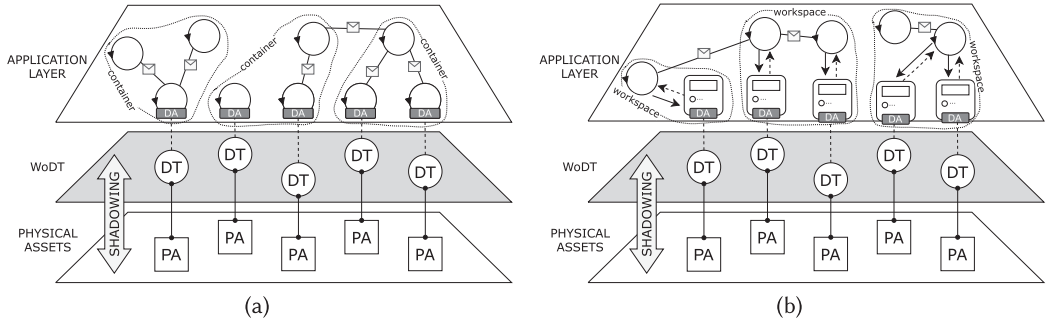 APPLICATION
LAYER
container
container
container
DA
DA
DA
DA
DA
WoDT
SHADOWING
DT
DT
DT
DT
DT
PHYSICAL
ASSETS
PA
PA
PA
PA
PA
(a)
APPLICATION
LAYER
workspace
workspace
workspace
DA
DA
DA
DA
DA
WoDT
SHADOWING
DT
DT
DT
DT
DT
PHYSICAL
ASSETS
PA
PA
PA
PA
PA
(b)